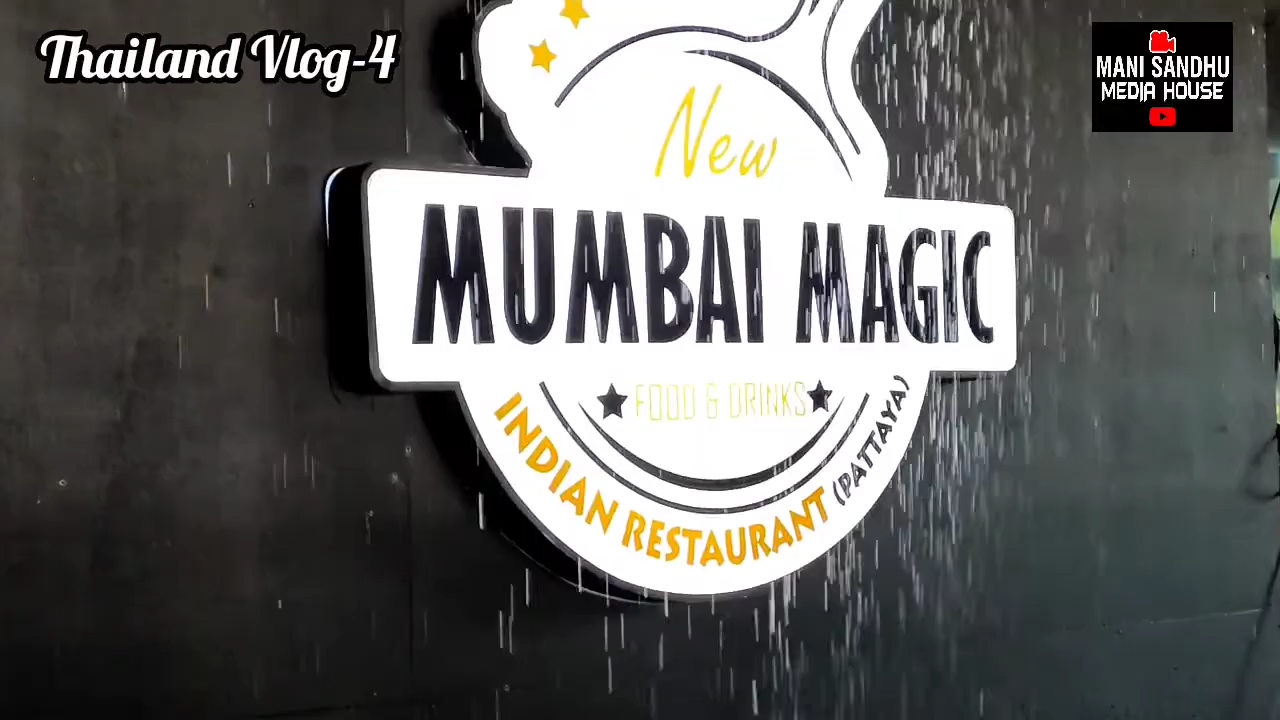 Thailand Vlog-4
MANI SANDHU
MEDIA HOUSE
New
MUMBAI MAGIC
FOOD & DRINKS
INDIAN RESTAURANT (PATTAYA)